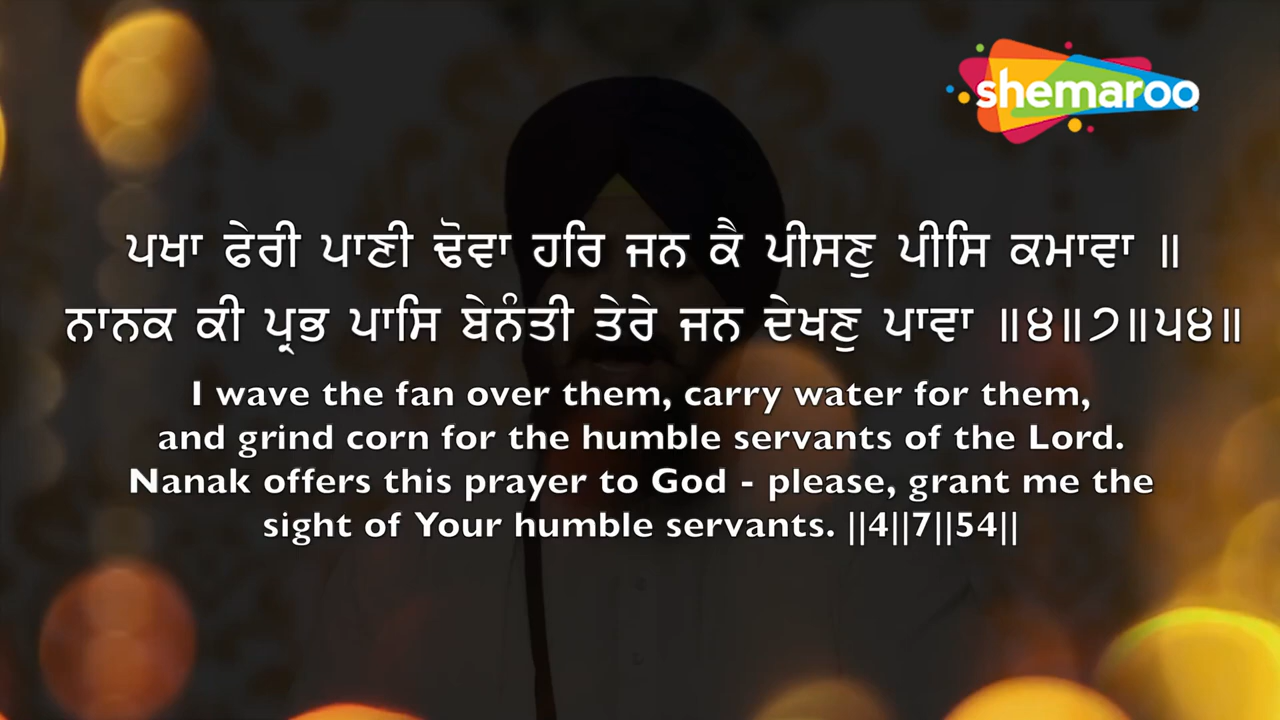 shemaroo
ਪਖਾ ਫੇਰੀ ਪਾਣੀ ਢੋਵਾ ਹਰਿ ਜਨ ਕੈ ਪੀਸਣੁ ਪੀਸਿ ਕਮਾਵਾ ॥
ਨਾਨਕ ਕੀ ਪ੍ਰਭ ਪਾਸਿ ਬੇਨੰਤੀ ਤੇਰੇ ਜਨ ਦੇਖਣੁ ਪਾਵਾ ॥੪॥੭॥੫੪॥
I wave the fan over them, carry water for them,
and grind corn for the humble servants of the Lord.
Nanak offers this prayer to God - please, grant me the
sight of Your humble servants. ||4||7||54||